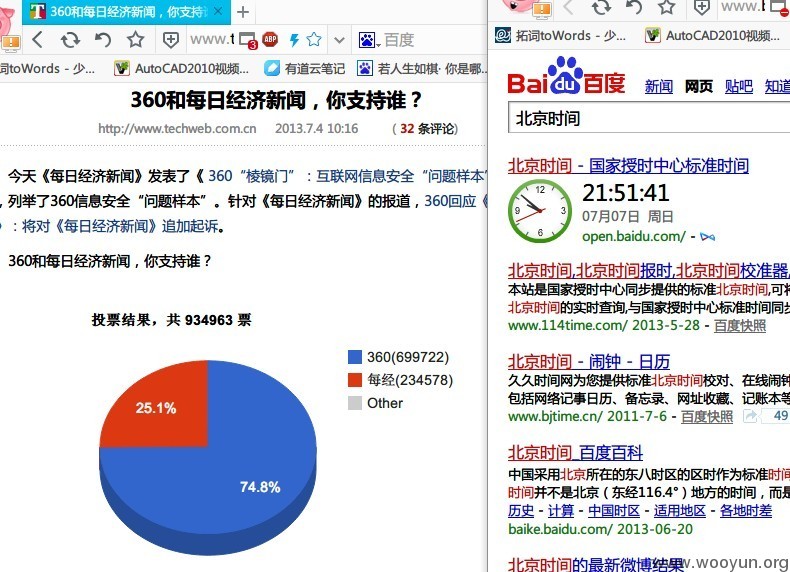 360和每日经济新闻，你支持
www.t
3
ABP
百度
词toWords - 少...
AutoCAD2010视频...
有道云笔记
若人生如棋· 你是哪...
360和每日经济新闻，你支持谁？
http://www.techweb.com.cn 2013.7.4 10:16 ( 32 条评论)
今天《每日经济新闻》发表了《 360“棱镜门”：互联网信息安全“问题样本”
，列举了360信息安全“问题样本”。针对《每日经济新闻》的报道，360回应《
：将对《每日经济新闻》追加起诉。
360和每日经济新闻，你支持谁？
投票结果，共 934963 票
360(699722)
每经(234578)
Other
25.1%
74.8%
www.b
拓词toWords - 少...
AutoCAD2010视频...
Bai du 百度
新闻 网页 贴吧 知道
北京时间
北京时间 - 国家授时中心标准时间
12
3
6
9
21:51:41
07月07日 周日
open.baidu.com/ -
北京时间,北京时间报时,北京时间校准器,
本站是国家授时中心同步提供的标准北京时间,可将
北京时间的实时查询,与国家授时中心标准时间同步
www.114time.com/ 2013-5-28 - 百度快照
北京时间 - 闹钟 - 日历
久久时间网为您提供标准北京时间校对、在线闹钟
包括网络记事日历、备忘录、网址收藏、记账本等
www.bjtime.cn/ 2011-7-6 - 百度快照 49
北京时间_百度百科
中国采用北京所在的东八时区的区时作为标准时间
时间并不是北京（东经116.4°）地方的时间，而是
历史 - 计算 - 中国时区 - 适用地区 - 各地时差
baike.baidu.com/ 2013-06-20
北京时间的最新微博结果
www.wooyun.org